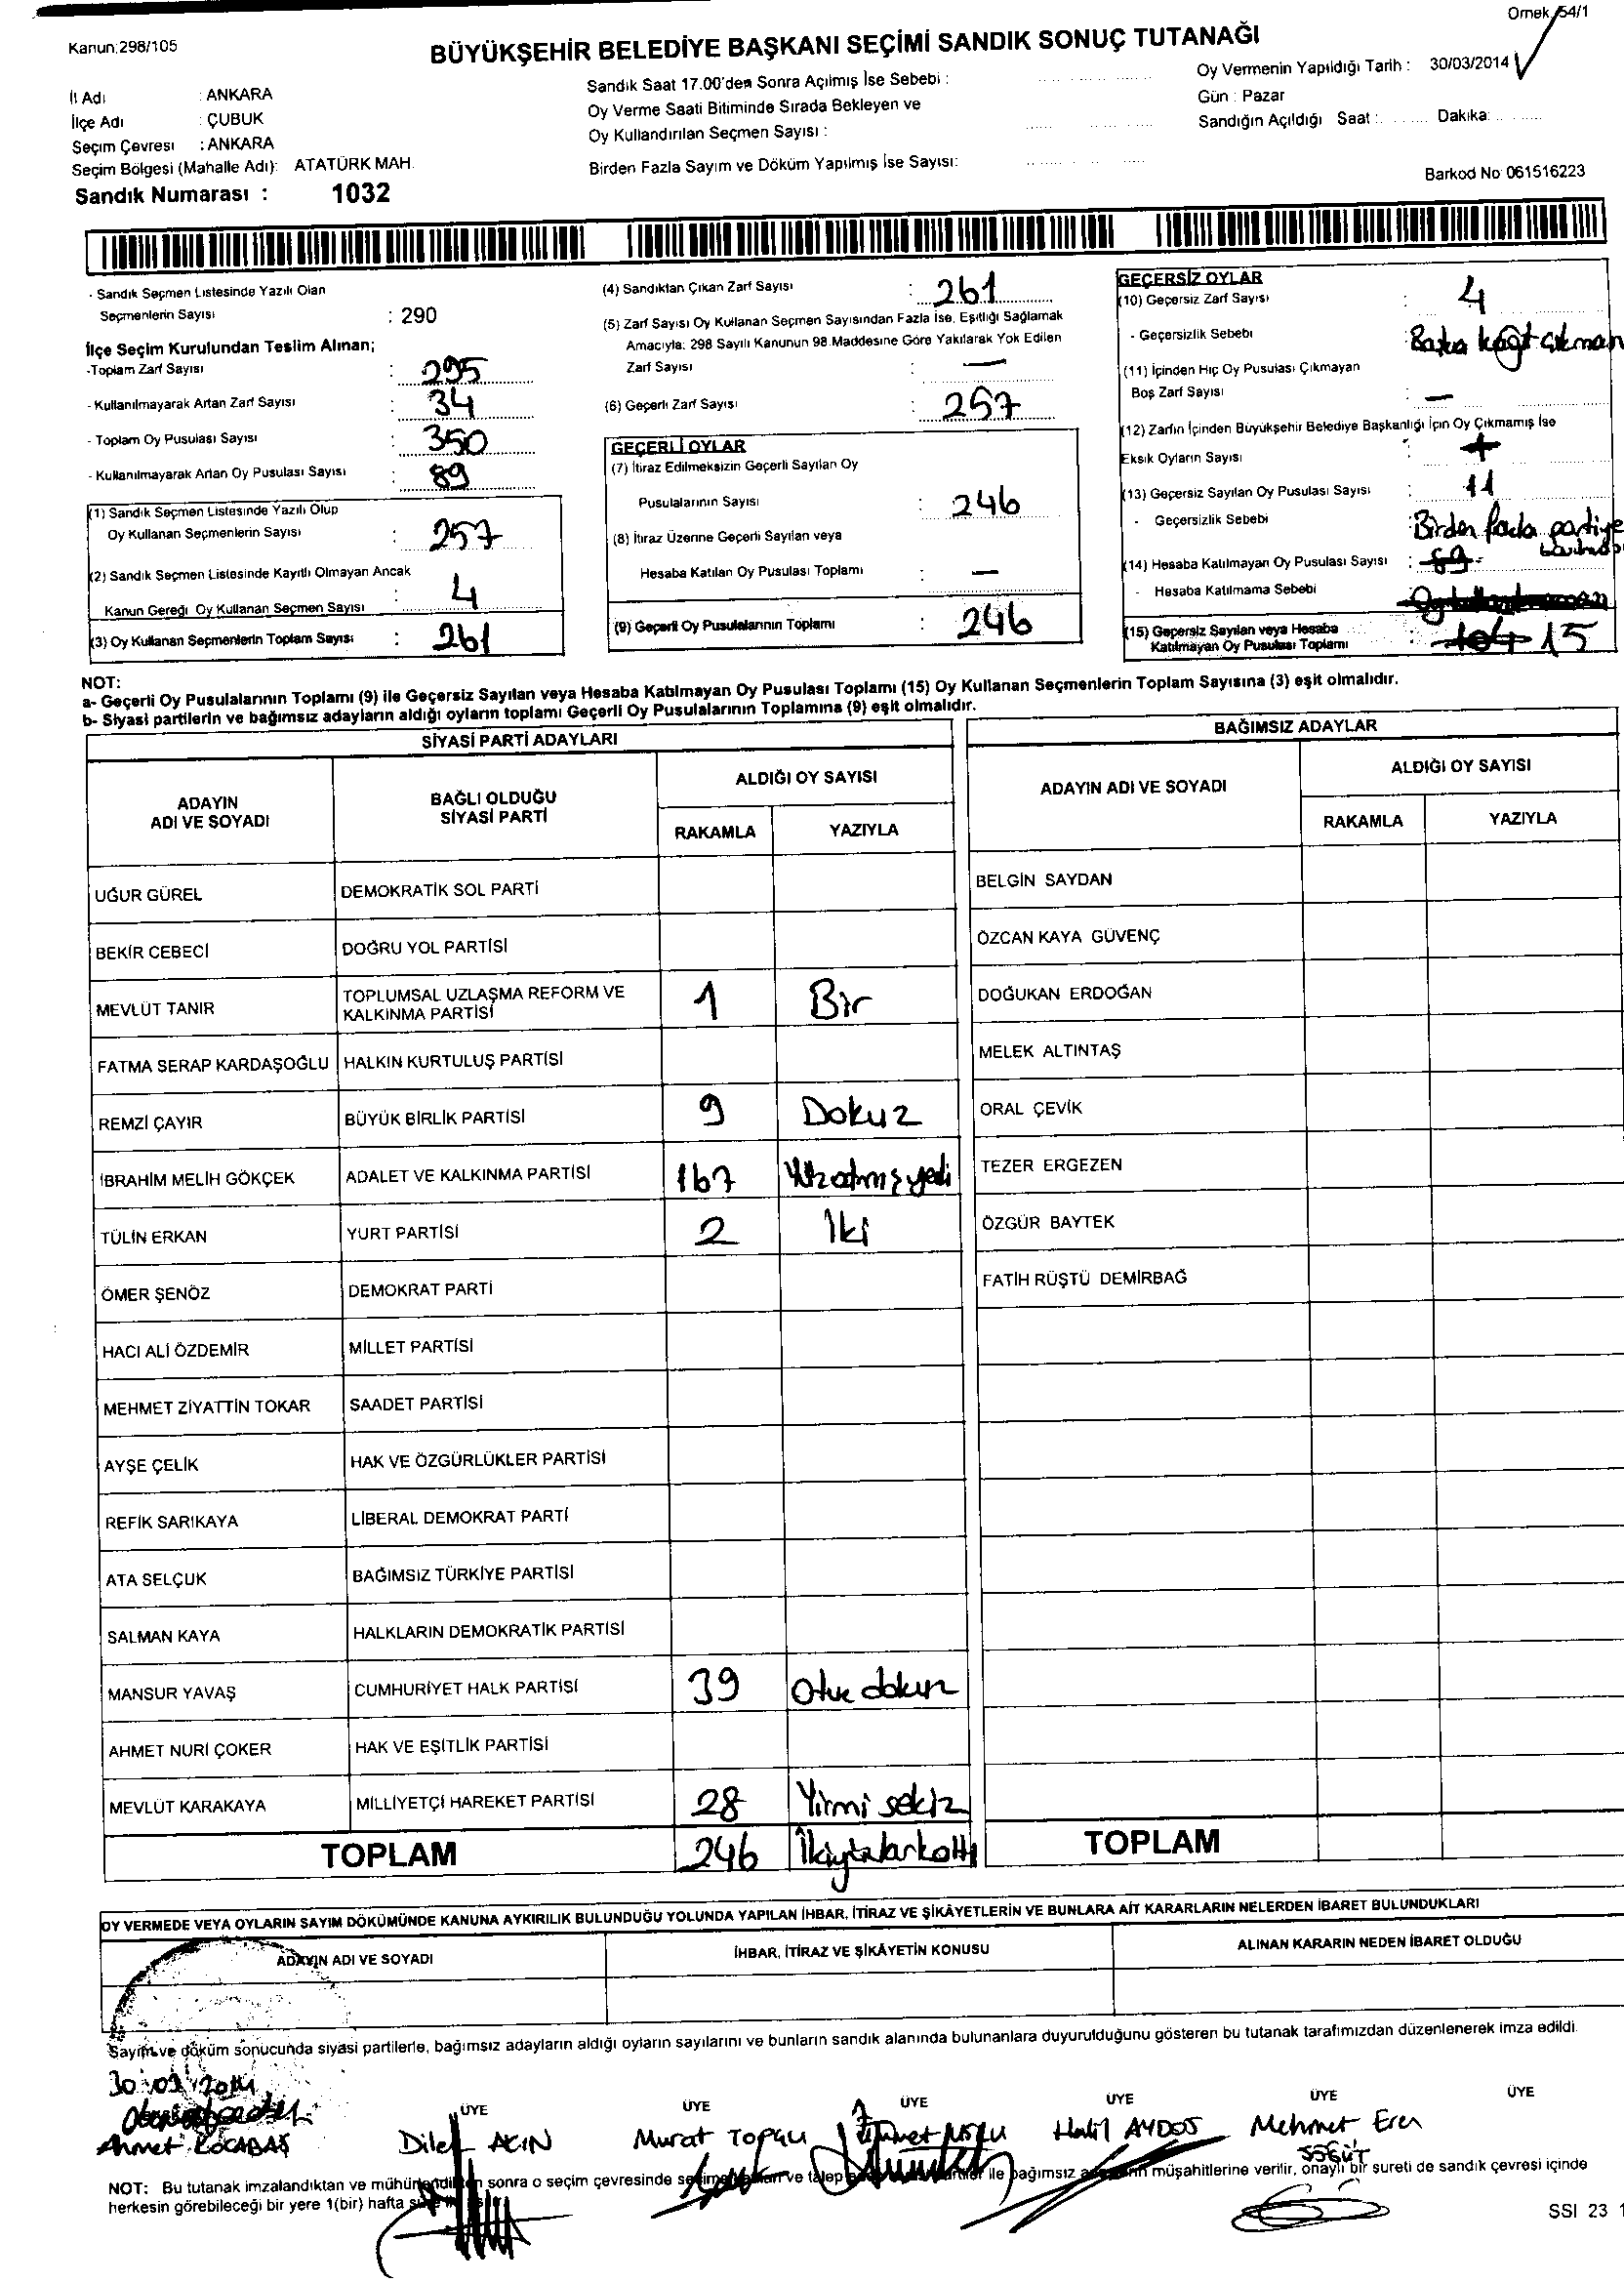 Örnek 54/1
Kanun:298/105
BÜYÜKŞEHİR BELEDİYE BAŞKANI SEÇİMİ SANDIK SONUÇ TUTANAĞI
İl Adı : ANKARA
İlçe Adı : ÇUBUK
Seçim Çevresi : ANKARA
Seçim Bölgesi (Mahalle Adı): ATATÜRK MAH.
Sandık Numarası : 1032
Sandık Saat 17.00'den Sonra Açılmış İse Sebebi :
Oy Verme Saati Bitiminde Sırada Bekleyen ve
Oy Kullandırılan Seçmen Sayısı :
Birden Fazla Sayım ve Döküm Yapılmış İse Sayısı:
Oy Vermenin Yapıldığı Tarih : 30/03/2014
Gün : Pazar
Sandığın Açıldığı Saat : Dakika:
Barkod No 061516223
- Sandık Seçmen Listesinde Yazılı Olan
Seçmenlerin Sayısı : 290
İlçe Seçim Kurulundan Teslim Alınan;
-Toplam Zarf Sayısı : 295
- Kullanılmayarak Artan Zarf Sayısı : 34
- Toplam Oy Pusulası Sayısı : 350
- Kullanılmayarak Artan Oy Pusulası Sayısı : 89
(1) Sandık Seçmen Listesinde Yazılı Olup
Oy Kullanan Seçmenlerin Sayısı : 257
(2) Sandık Seçmen Listesinde Kayıtlı Olmayan Ancak
Kanun Gereği Oy Kullanan Seçmen Sayısı : 4
(3) Oy Kullanan Seçmenlerin Toplam Sayısı : 261
(4) Sandıktan Çıkan Zarf Sayısı : 261
(5) Zarf Sayısı Oy Kullanan Seçmen Sayısından Fazla İse, Eşitliği Sağlamak
Amacıyla: 298 Sayılı Kanunun 98.Maddesine Göre Yakılarak Yok Edilen
Zarf Sayısı : —
(6) Geçerli Zarf Sayısı : 257
GEÇERLİ OYLAR
(7) İtiraz Edilmeksizin Geçerli Sayılan Oy
Pusulalarının Sayısı : 246
(8) İtiraz Üzerine Geçerli Sayılan veya
Hesaba Katılan Oy Pusulası Toplamı : —
(9) Geçerli Oy Pusulalarının Toplamı : 246
GEÇERSİZ OYLAR
(10) Geçersiz Zarf Sayısı : 4
- Geçersizlik Sebebi : Başka kağıt çıkman
(11) İçinden Hiç Oy Pusulası Çıkmayan
Boş Zarf Sayısı : —
(12) Zarfın İçinden Büyükşehir Belediye Başkanlığı İçin Oy Çıkmamış İse
Eksik Oyların Sayısı :
(13) Geçersiz Sayılan Oy Pusulası Sayısı : 11
- Geçersizlik Sebebi : Birden fazla partiye
(14) Hesaba Katılmayan Oy Pusulası Sayısı : 89
- Hesaba Katılmama Sebebi
(15) Geçersiz Sayılan veya Hesaba
Katılmayan Oy Pusulası Toplamı : 104 15
NOT:
a- Geçerli Oy Pusulalarının Toplamı (9) ile Geçersiz Sayılan veya Hesaba Katılmayan Oy Pusulası Toplamı (15) Oy Kullanan Seçmenlerin Toplam Sayısına (3) eşit olmalıdır.
b- Siyasi partilerin ve bağımsız adayların aldığı oyların toplamı Geçerli Oy Pusulalarının Toplamına (9) eşit olmalıdır.
SİYASİ PARTİ ADAYLARI
ADAYIN ADI VE SOYADI BAĞLI OLDUĞU SİYASİ PARTİ ALDIĞI OY SAYISI
RAKAMLA YAZIYLA
UĞUR GÜREL DEMOKRATİK SOL PARTİ
BEKİR CEBECİ DOĞRU YOL PARTİSİ
MEVLÜT TANIR TOPLUMSAL UZLAŞMA REFORM VE KALKINMA PARTİSİ 1 Bir
FATMA SERAP KARDAŞOĞLU HALKIN KURTULUŞ PARTİSİ
REMZİ ÇAYIR BÜYÜK BİRLİK PARTİSİ 9 Dokuz
İBRAHİM MELİH GÖKÇEK ADALET VE KALKINMA PARTİSİ 167 Yüzatmışyedi
TÜLİN ERKAN YURT PARTİSİ 2 İki
ÖMER ŞENÖZ DEMOKRAT PARTİ
HACI ALİ ÖZDEMİR MİLLET PARTİSİ
MEHMET ZİYATTİN TOKAR SAADET PARTİSİ
AYŞE ÇELİK HAK VE ÖZGÜRLÜKLER PARTİSİ
REFİK SARIKAYA LİBERAL DEMOKRAT PARTİ
ATA SELÇUK BAĞIMSIZ TÜRKİYE PARTİSİ
SALMAN KAYA HALKLARIN DEMOKRATİK PARTİSİ
MANSUR YAVAŞ CUMHURİYET HALK PARTİSİ 39 Otuz dokuz
AHMET NURİ ÇOKER HAK VE EŞİTLİK PARTİSİ
MEVLÜT KARAKAYA MİLLİYETÇİ HAREKET PARTİSİ 28 Yirmi sekiz
TOPLAM 246 İkiyüzkırkaltı
BAĞIMSIZ ADAYLAR
ADAYIN ADI VE SOYADI ALDIĞI OY SAYISI
RAKAMLA YAZIYLA
BELGİN SAYDAN
ÖZCAN KAYA GÜVENÇ
DOĞUKAN ERDOĞAN
MELEK ALTINTAŞ
ORAL ÇEVİK
TEZER ERGEZEN
ÖZGÜR BAYTEK
FATİH RÜŞTÜ DEMİRBAĞ
TOPLAM
OY VERMEDE VEYA OYLARIN SAYIM DÖKÜMÜNDE KANUNA AYKIRILIK BULUNDUĞU YOLUNDA YAPILAN İHBAR, İTİRAZ VE ŞİKÂYETLERİN VE BUNLARA AİT KARARLARIN NELERDEN İBARET BULUNDUKLARI
ADAYIN ADI VE SOYADI İHBAR, İTİRAZ VE ŞİKÂYETİN KONUSU ALINAN KARARIN NEDEN İBARET OLDUĞU
Sayım ve döküm sonucunda siyasi partilerle, bağımsız adayların aldığı oyların sayılarını ve bunların sandık alanında bulunanlara duyurulduğunu gösteren bu tutanak tarafımızdan düzenlenerek imza edildi.
30.03.2014
ÜYE ÜYE ÜYE ÜYE ÜYE ÜYE
Ahmet KOCABAŞ Dilek AKIN Murat TOPÇU Halil AYDOS Mehmet Eren
SÖĞÜT
NOT: Bu tutanak imzalandıktan ve mühürlendikten sonra o seçim çevresinde seçime katılan ve talep eden siyasi partiler ile bağımsız adayların müşahitlerine verilir, onaylı bir sureti de sandık çevresi içinde
herkesin görebileceği bir yere 1(bir) hafta süre ile
SSI 23 1